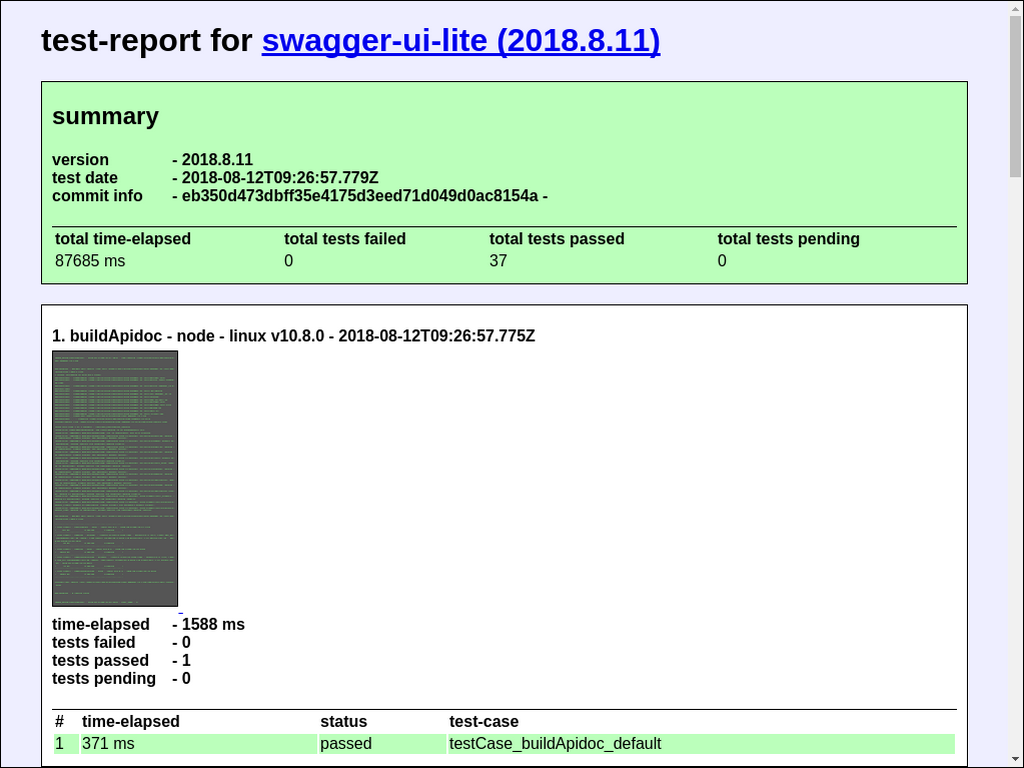 test-report for swagger-ui-lite (2018.8.11)
summary
version - 2018.8.11
test date - 2018-08-12T09:26:57.779Z
commit info - eb350d473dbff35e4175d3eed71d049d0ac8154a -
total time-elapsed total tests failed total tests passed total tests pending
87685 ms 0 37 0
1. buildApidoc - node - linux v10.8.0 - 2018-08-12T09:26:57.775Z
time-elapsed - 1588 ms
tests failed - 0
tests passed - 1
tests pending - 0
# time-elapsed status test-case
1 371 ms passed testCase_buildApidoc_default